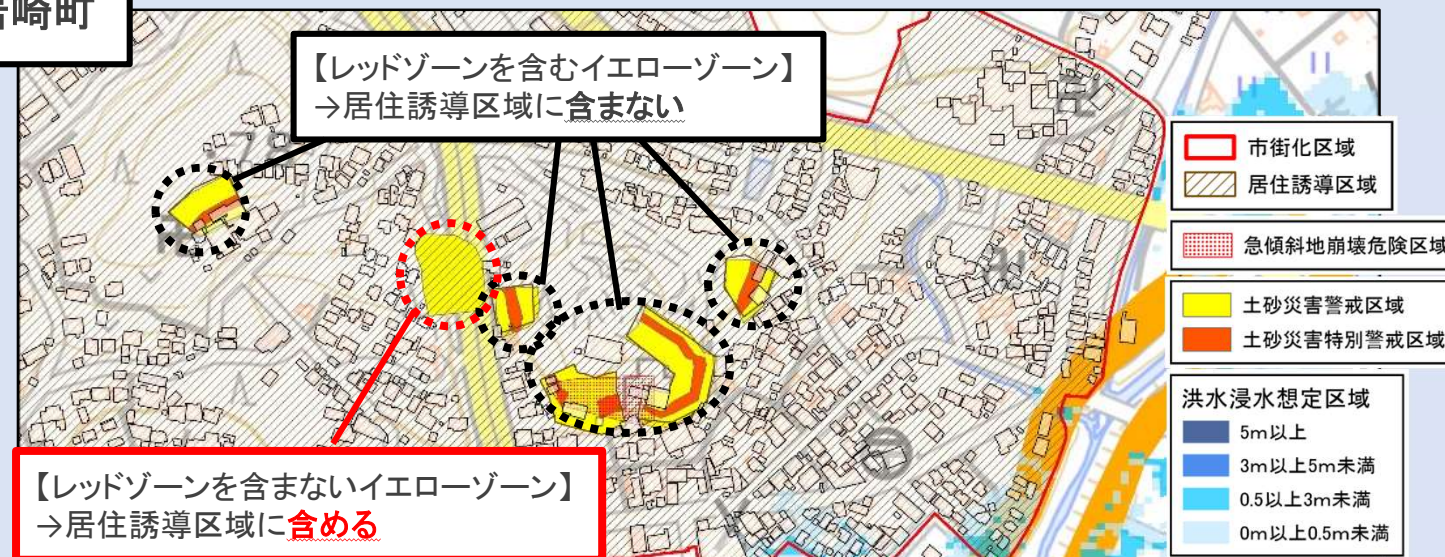 崎町
【レッドゾーンを含むイエローゾーン】
→居住誘導区域に含まない
市街化区域
居住誘導区域
急傾斜地崩壊危険区域
土砂災害警戒区域
土砂災害特別警戒区域
洪水浸水想定区域
5m以上
3m以上5m未満
0.5以上3m未満
0m以上0.5m未満
【レッドゾーンを含まないイエローゾーン】
→居住誘導区域に含める